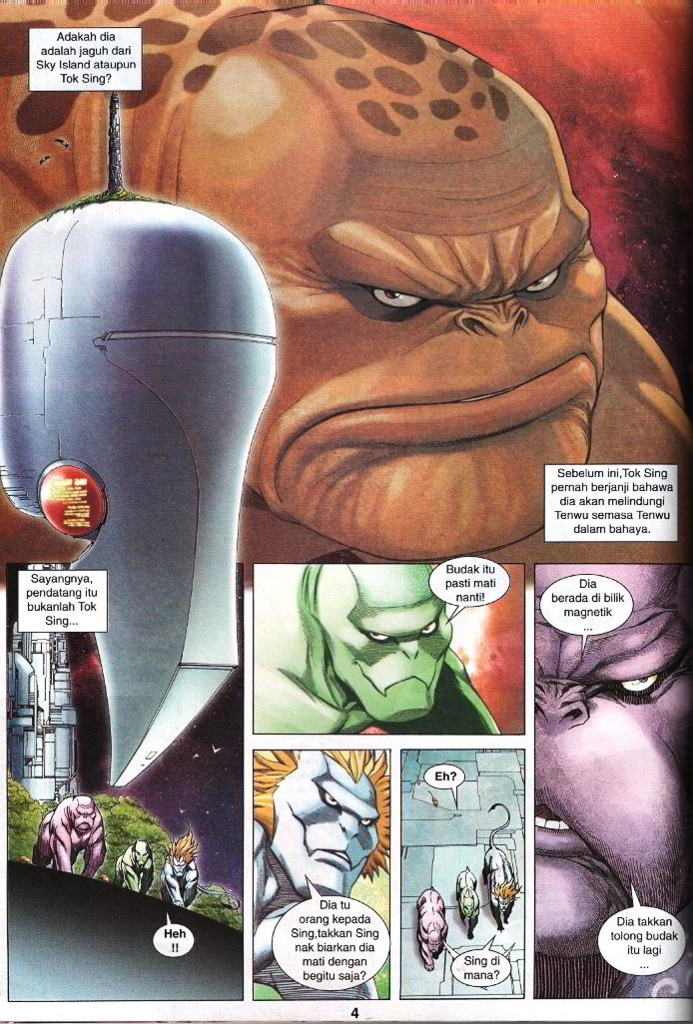 Adakah dia
adalah jaguh dari
Sky Island ataupun
Tok Sing?
Sebelum ini,Tok Sing
pernah berjanji bahawa
dia akan melindungi
Tenwu semasa Tenwu
dalam bahaya.
Sayangnya,
pendatang itu
bukanlah Tok
Sing...
Heh
!!
Budak itu
pasti mati
nanti!
Dia tu
orang kepada
Sing,takkan Sing
nak biarkan dia
mati dengan
begitu saja?
Eh?
Sing di
mana?
Dia
berada di bilik
magnetik
...
Dia takkan
tolong budak
itu lagi
...
4